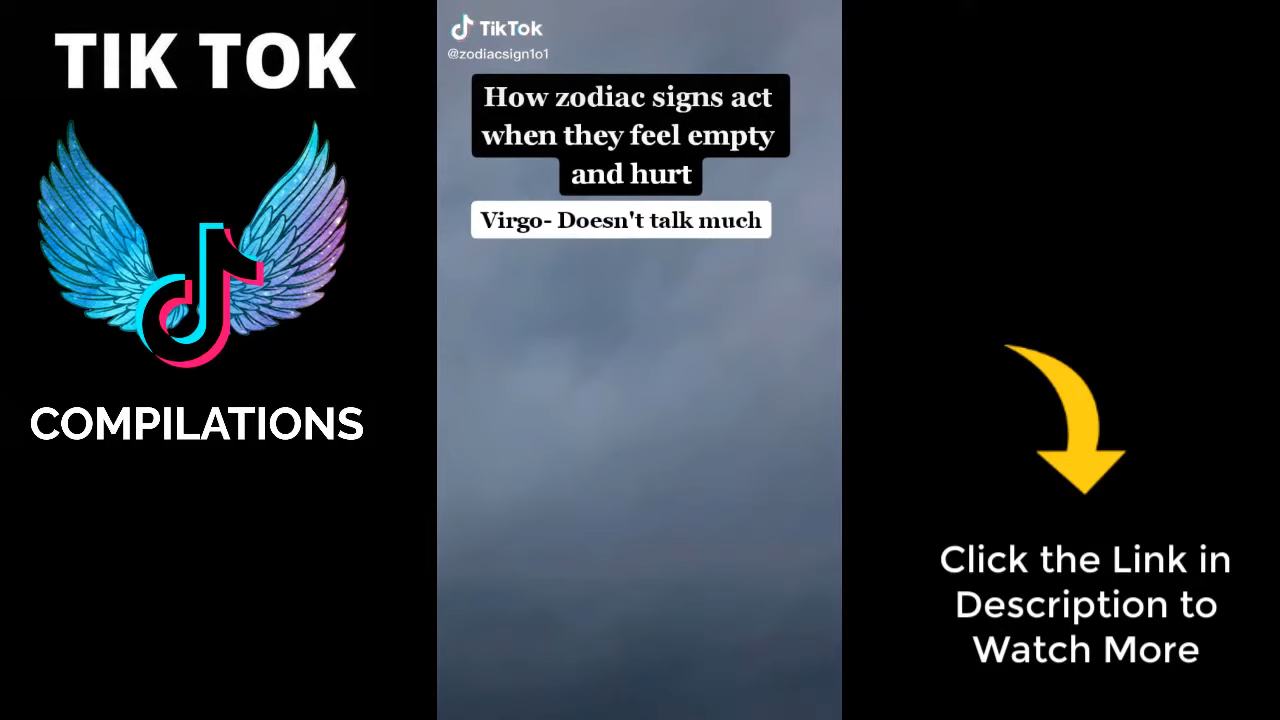 TIK TOK
COMPILATIONS
TikTok
@zodiacsign1o1
How zodiac signs act
when they feel empty
and hurt
Virgo- Doesn't talk much
Click the Link in
Description to
Watch More